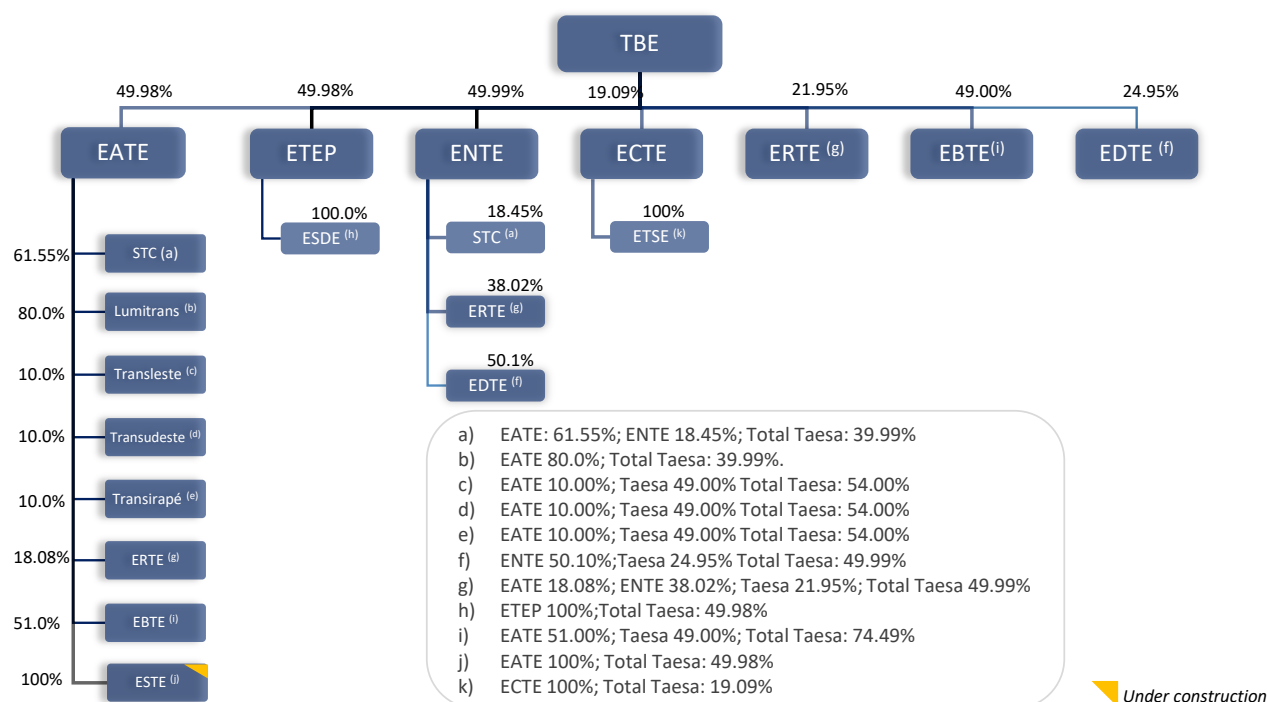 TBE
49.98% 49.98% 49.99% 19.09% 21.95% 49.00% 24.95%
EATE ETEP ENTE ECTE ERTE (g) EBTE(i) EDTE (f)
100.0% 18.45% 100%
ESDE (h) STC (a) ETSE (k)
61.55% STC (a)
38.02%
80.0% Lumitrans (b) ERTE (g)
50.1%
10.0% Transleste (c) EDTE (f)
10.0% Transudeste (d)
10.0% Transirapé (e)
18.08% ERTE (g)
51.0% EBTE (i)
100% ESTE (j)
a) EATE: 61.55%; ENTE 18.45%; Total Taesa: 39.99%
b) EATE 80.0%; Total Taesa: 39.99%.
c) EATE 10.00%; Taesa 49.00% Total Taesa: 54.00%
d) EATE 10.00%; Taesa 49.00% Total Taesa: 54.00%
e) EATE 10.00%; Taesa 49.00% Total Taesa: 54.00%
f) ENTE 50.10%;Taesa 24.95% Total Taesa: 49.99%
g) EATE 18.08%; ENTE 38.02%; Taesa 21.95%; Total Taesa 49.99%
h) ETEP 100%;Total Taesa: 49.98%
i) EATE 51.00%; Taesa 49.00%; Total Taesa: 74.49%
j) EATE 100%; Total Taesa: 49.98%
k) ECTE 100%; Total Taesa: 19.09%
Under construction